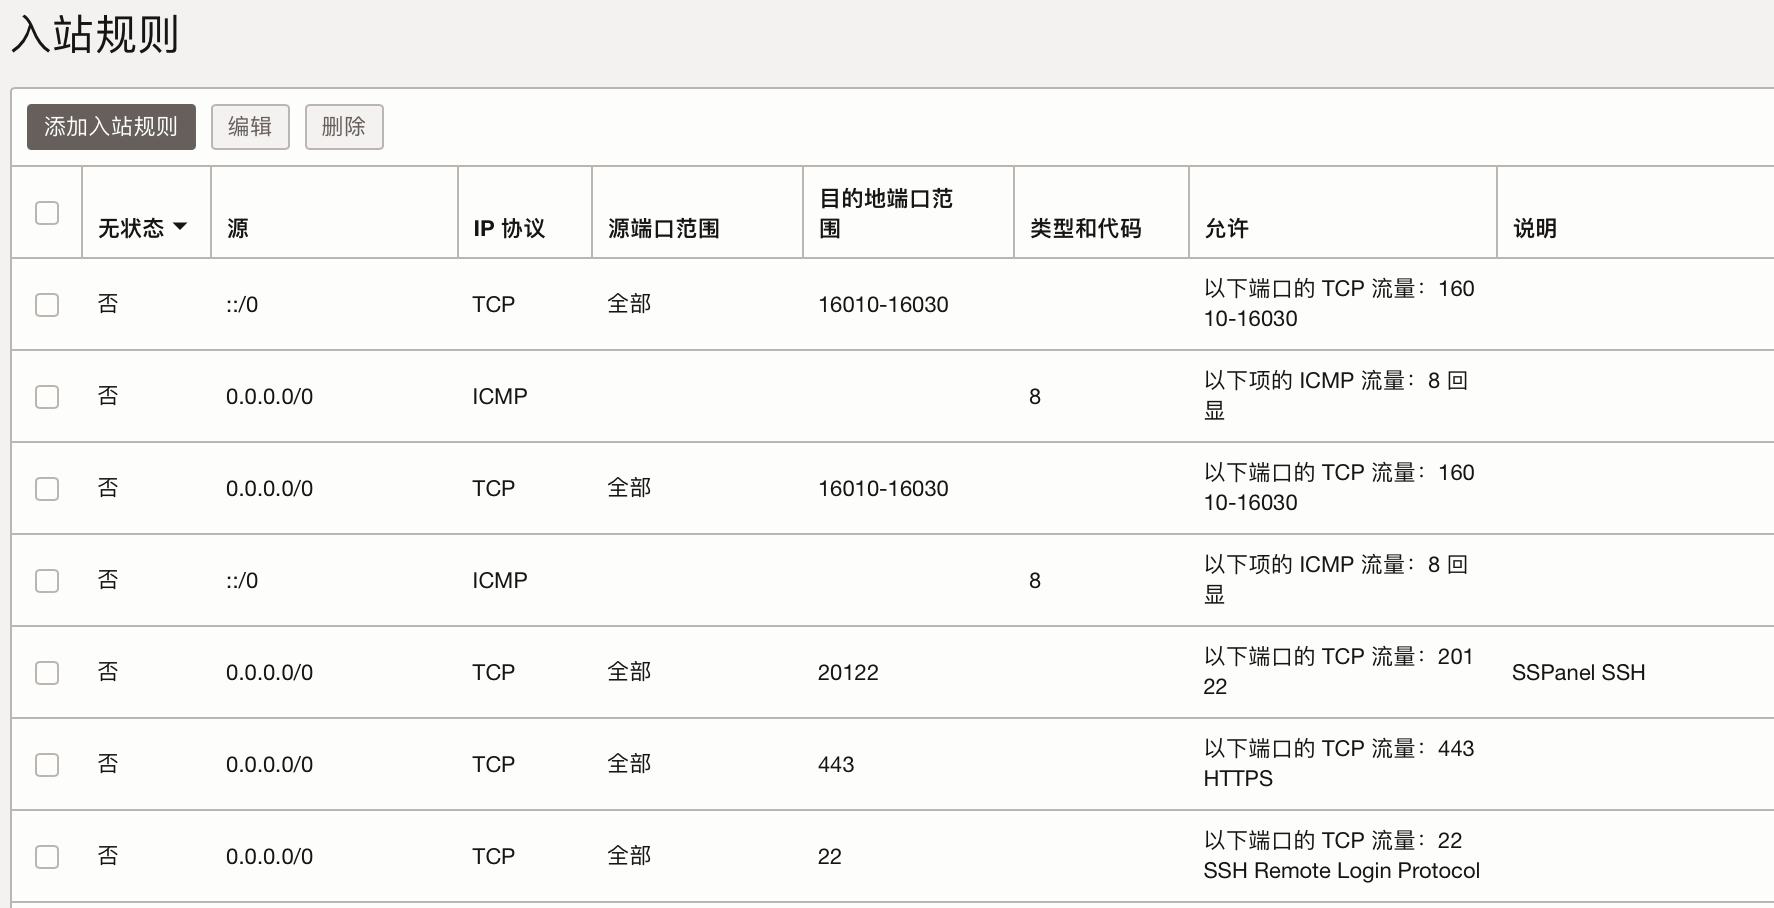 入站规则
添加入站规则 编辑 删除
无状态 源 IP 协议 源端口范围 目的地端口范围 类型和代码 允许 说明
否 ::/0 TCP 全部 16010-16030 以下端口的 TCP 流量：160
10-16030
否 0.0.0.0/0 ICMP 8 以下项的 ICMP 流量：8 回
显
否 0.0.0.0/0 TCP 全部 16010-16030 以下端口的 TCP 流量：160
10-16030
否 ::/0 ICMP 8 以下项的 ICMP 流量：8 回
显
否 0.0.0.0/0 TCP 全部 20122 以下端口的 TCP 流量：201
22 SSPanel SSH
否 0.0.0.0/0 TCP 全部 443 以下端口的 TCP 流量：443
HTTPS
否 0.0.0.0/0 TCP 全部 22 以下端口的 TCP 流量：22
SSH Remote Login Protocol